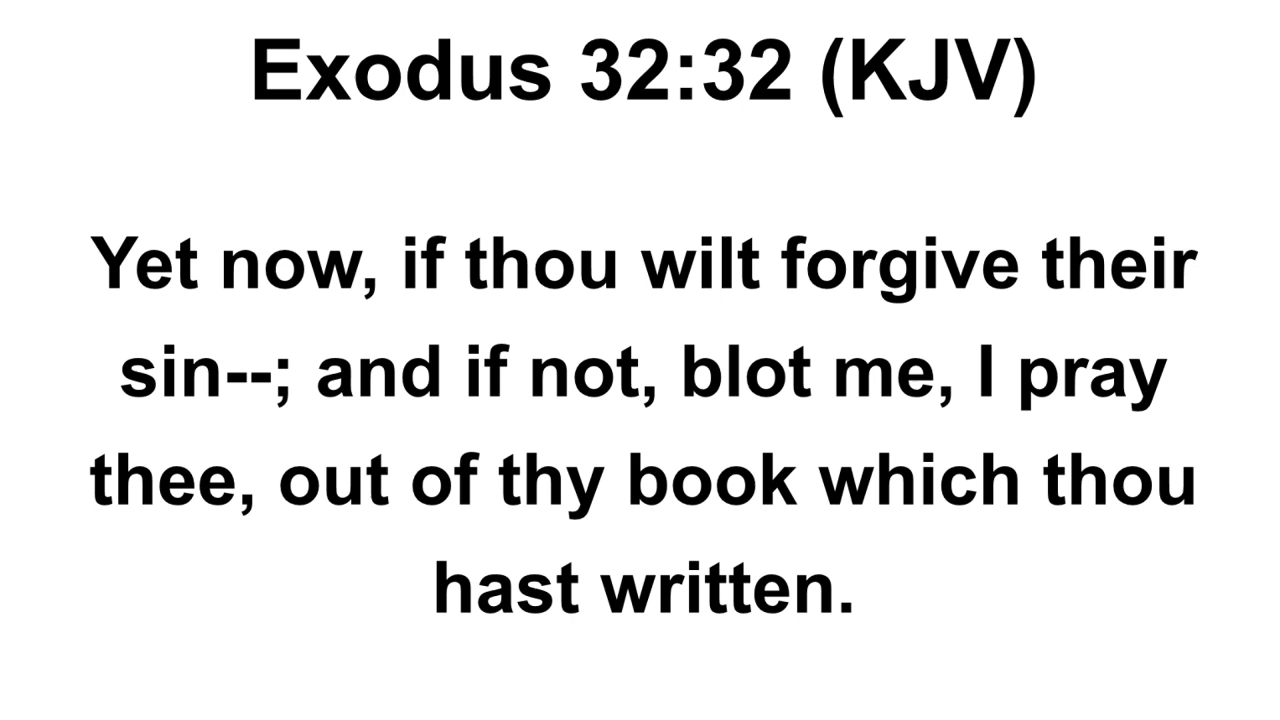 Exodus 32:32 (KJV)
Yet now, if thou wilt forgive their
sin--; and if not, blot me, I pray
thee, out of thy book which thou
hast written.